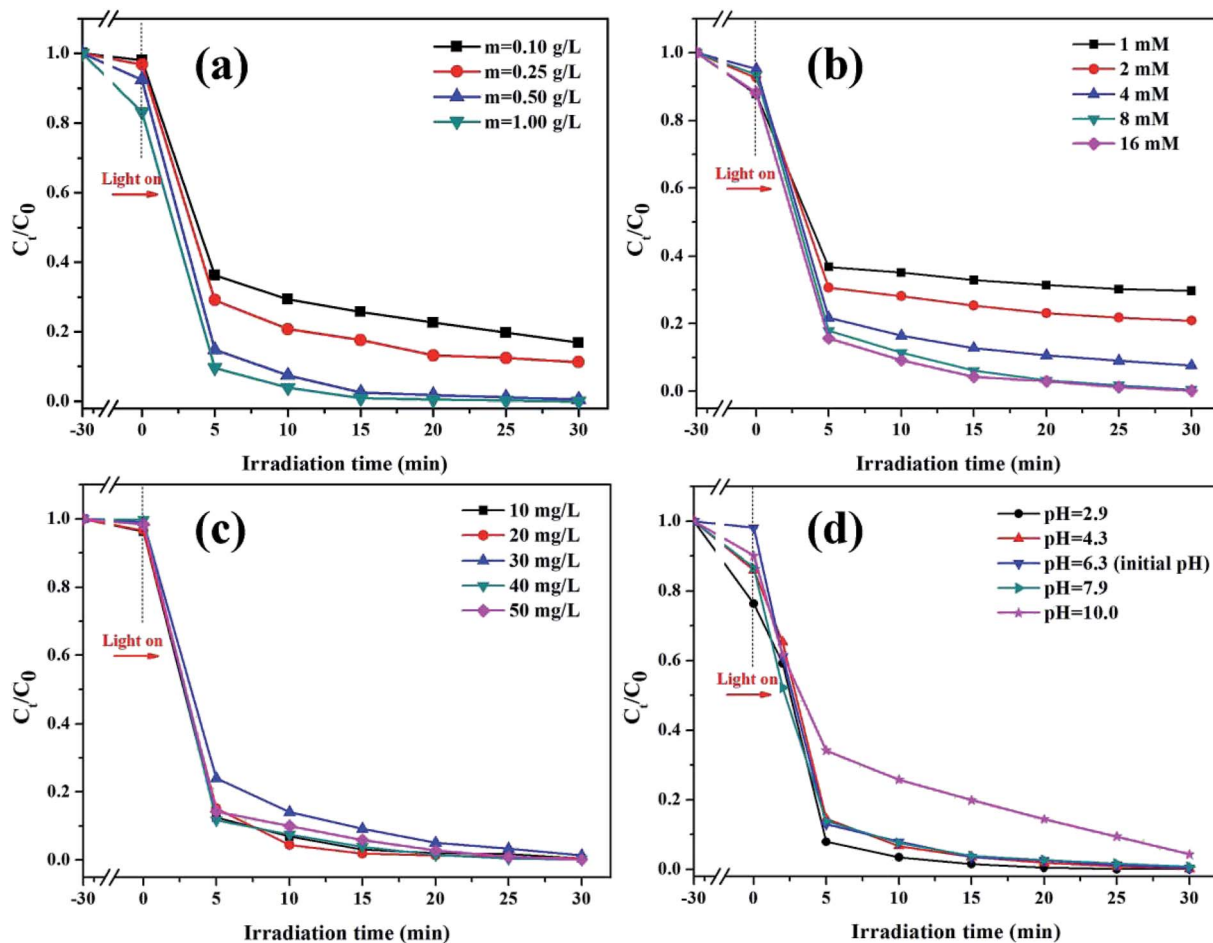 (a)
m=0.10 g/L
m=0.25 g/L
m=0.50 g/L
m=1.00 g/L
Light on
Ct/C0
1.0
0.8
0.6
0.4
0.2
0.0
-30 0 5 10 15 20 25 30
Irradiation time (min)
(b)
1 mM
2 mM
4 mM
8 mM
16 mM
Light on
Ct/C0
1.0
0.8
0.6
0.4
0.2
0.0
-30 0 5 10 15 20 25 30
Irradiation time (min)
(c)
10 mg/L
20 mg/L
30 mg/L
40 mg/L
50 mg/L
Light on
Ct/C0
1.0
0.8
0.6
0.4
0.2
0.0
-30 0 5 10 15 20 25 30
Irradiation time (min)
(d)
pH=2.9
pH=4.3
pH=6.3 (initial pH)
pH=7.9
pH=10.0
Light on
Ct/C0
1.0
0.8
0.6
0.4
0.2
0.0
-30 0 5 10 15 20 25 30
Irradiation time (min)